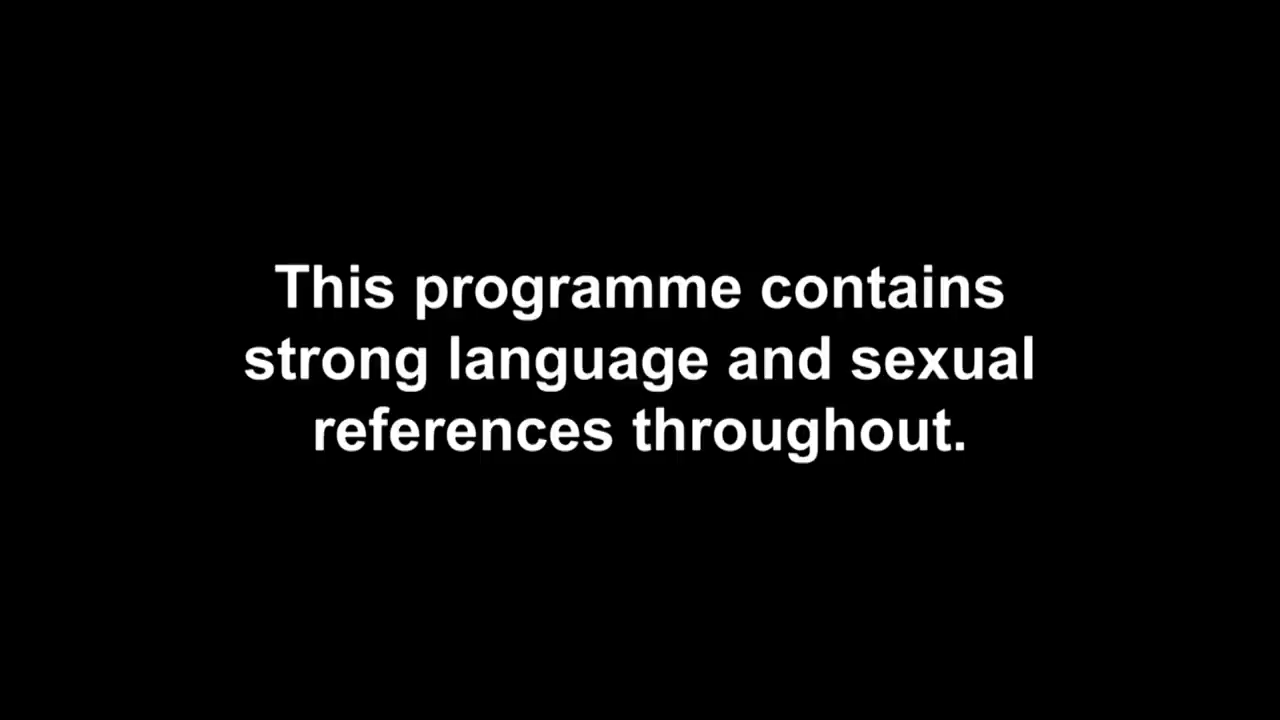 This programme contains
strong language and sexual
references throughout.